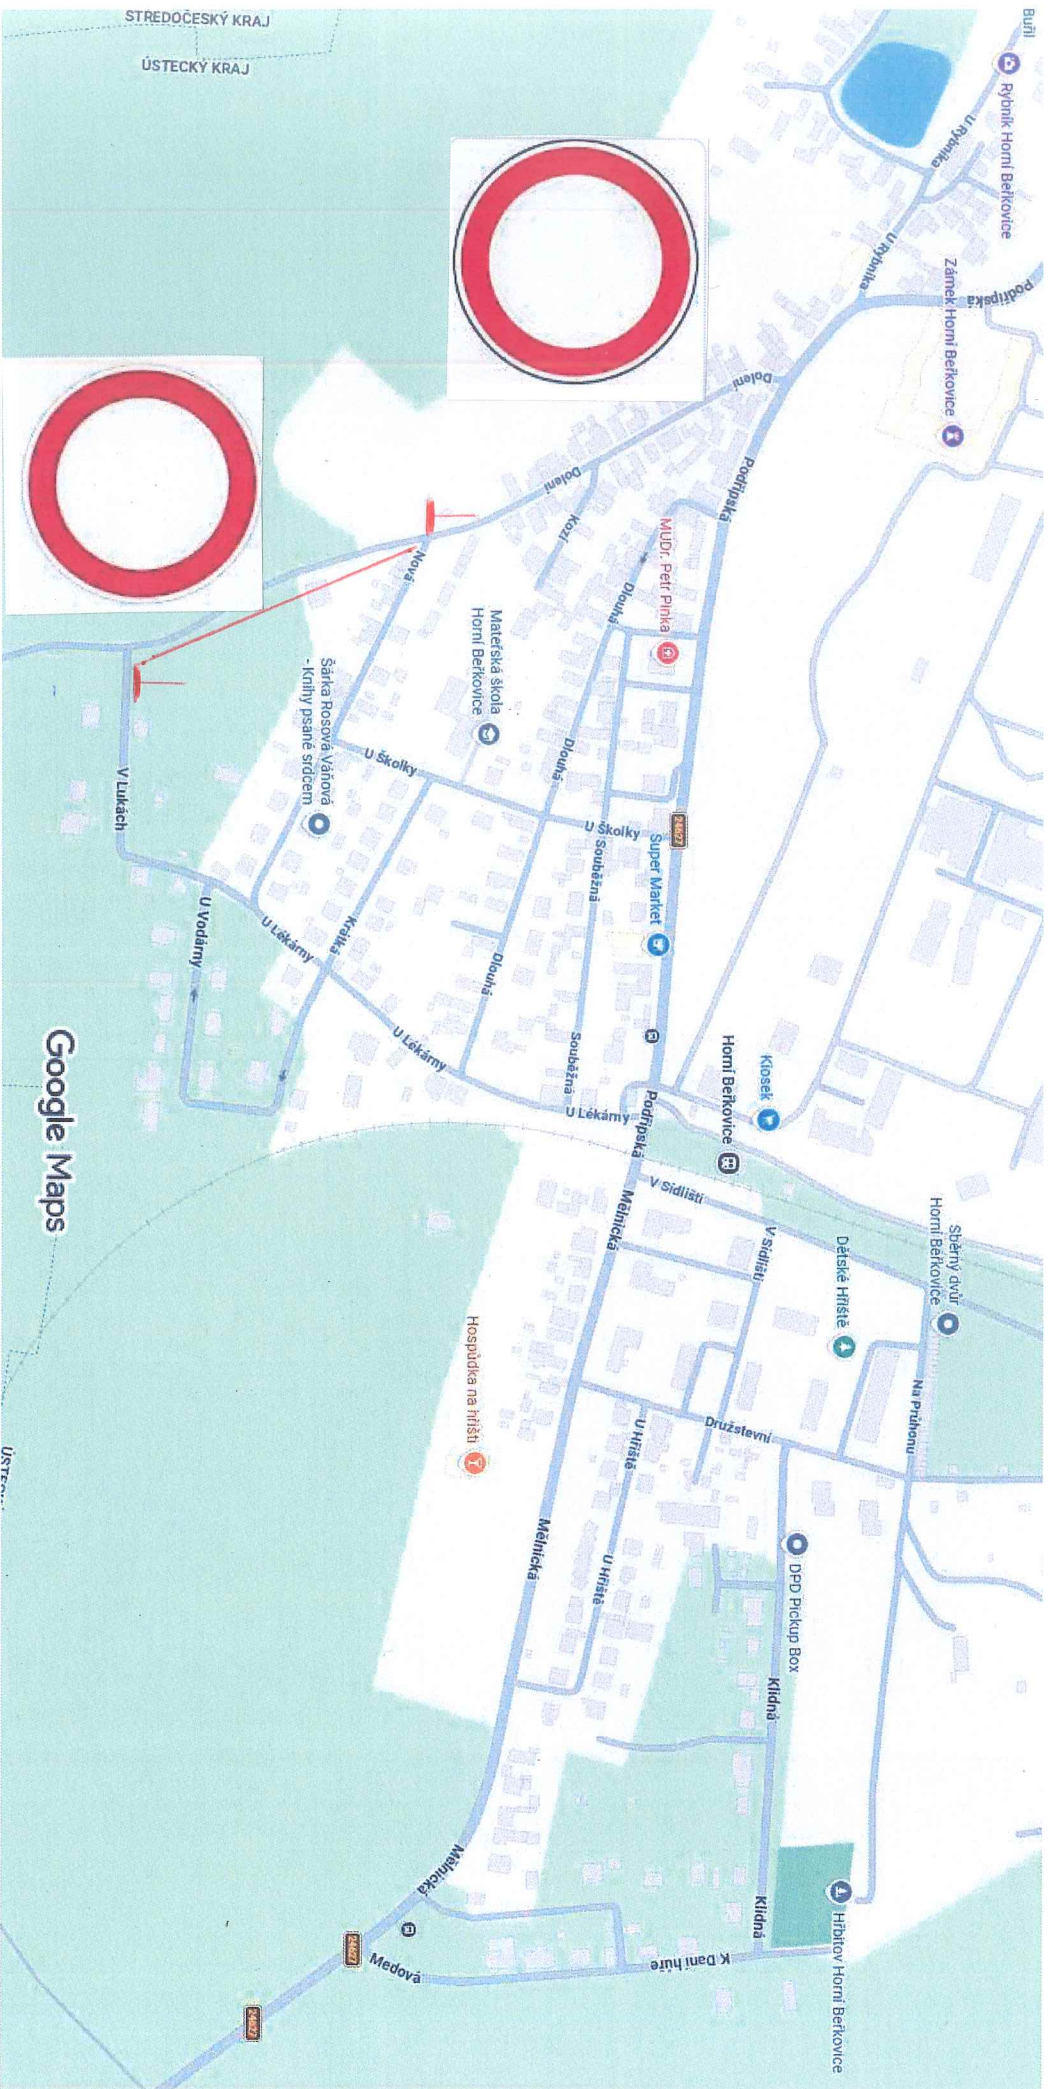 STŘEDOČESKÝ KRAJ
ÚSTECKÝ KRAJ
Buřil
Rybník Horní Beřkovice
U Rybníka
U Rybníka
Zámek Horní Beřkovice
Podřipská
Dolení
Podřipská
Dolení
Kozí
MUDr. Petr Pinka
Nová
Dlouhá
Mateřská škola
Horní Beřkovice
Šárka Rosová Váňová
- Knihy psané srdcem
U Školky
Dlouhá
V Lukách
U Školky
24627
Souběžná
Super Market
U Vodárny
U Lékárny
Krátká
Dlouhá
U Lékárny
Souběžná
Horní Beřkovice
Kiosek
U Lékárny
Podřipská
Google Maps
V Sídlišti
Mělnická
V Sídlišti
Dětské Hřiště
Sběrný dvůr
Horní Beřkovice
Hospůdka na hřišti
Na Průhonu
Družstevní
U Hřiště
Mělnická
U Hřiště
DPD Pickup Box
Klidná
Mělnická
Klidná
Hřbitov Horní Beřkovice
K Daní hůře
Medová
24627
24627